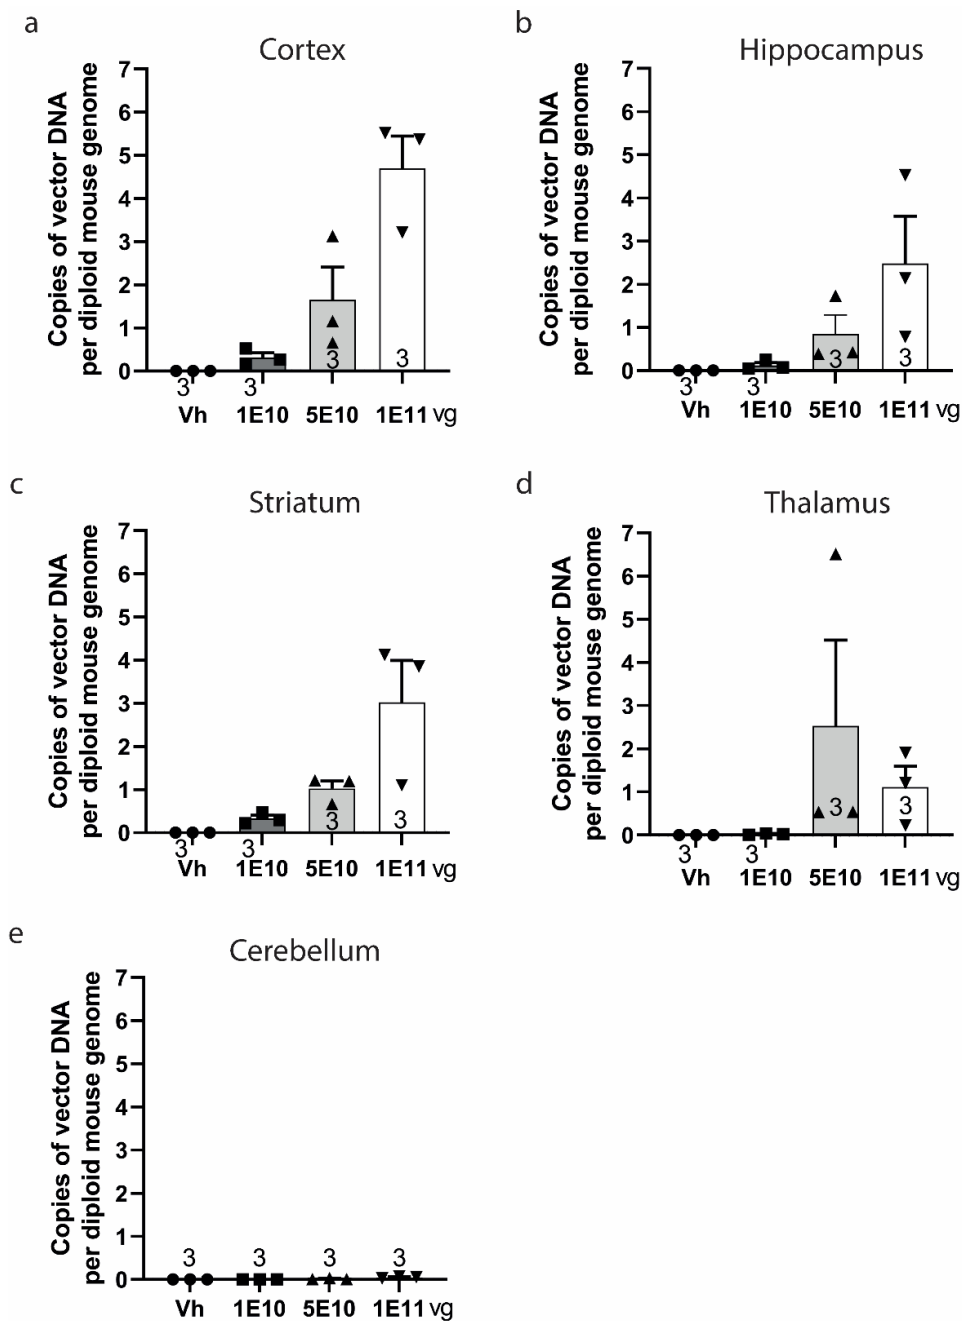 a
Cortex
Copies of vector DNA
per diploid mouse genome
7
6
5
4
3
2
1
0
3 3 3 3
Vh 1E10 5E10 1E11 vg
b
Hippocampus
Copies of vector DNA
per diploid mouse genome
7
6
5
4
3
2
1
0
3 3 3 3
Vh 1E10 5E10 1E11 vg
c
Striatum
Copies of vector DNA
per diploid mouse genome
7
6
5
4
3
2
1
0
3 3 3 3
Vh 1E10 5E10 1E11 vg
d
Thalamus
Copies of vector DNA
per diploid mouse genome
7
6
5
4
3
2
1
0
3 3 3 3
Vh 1E10 5E10 1E11 vg
e
Cerebellum
Copies of vector DNA
per diploid mouse genome
7
6
5
4
3
2
1
0
3 3 3 3
Vh 1E10 5E10 1E11 vg